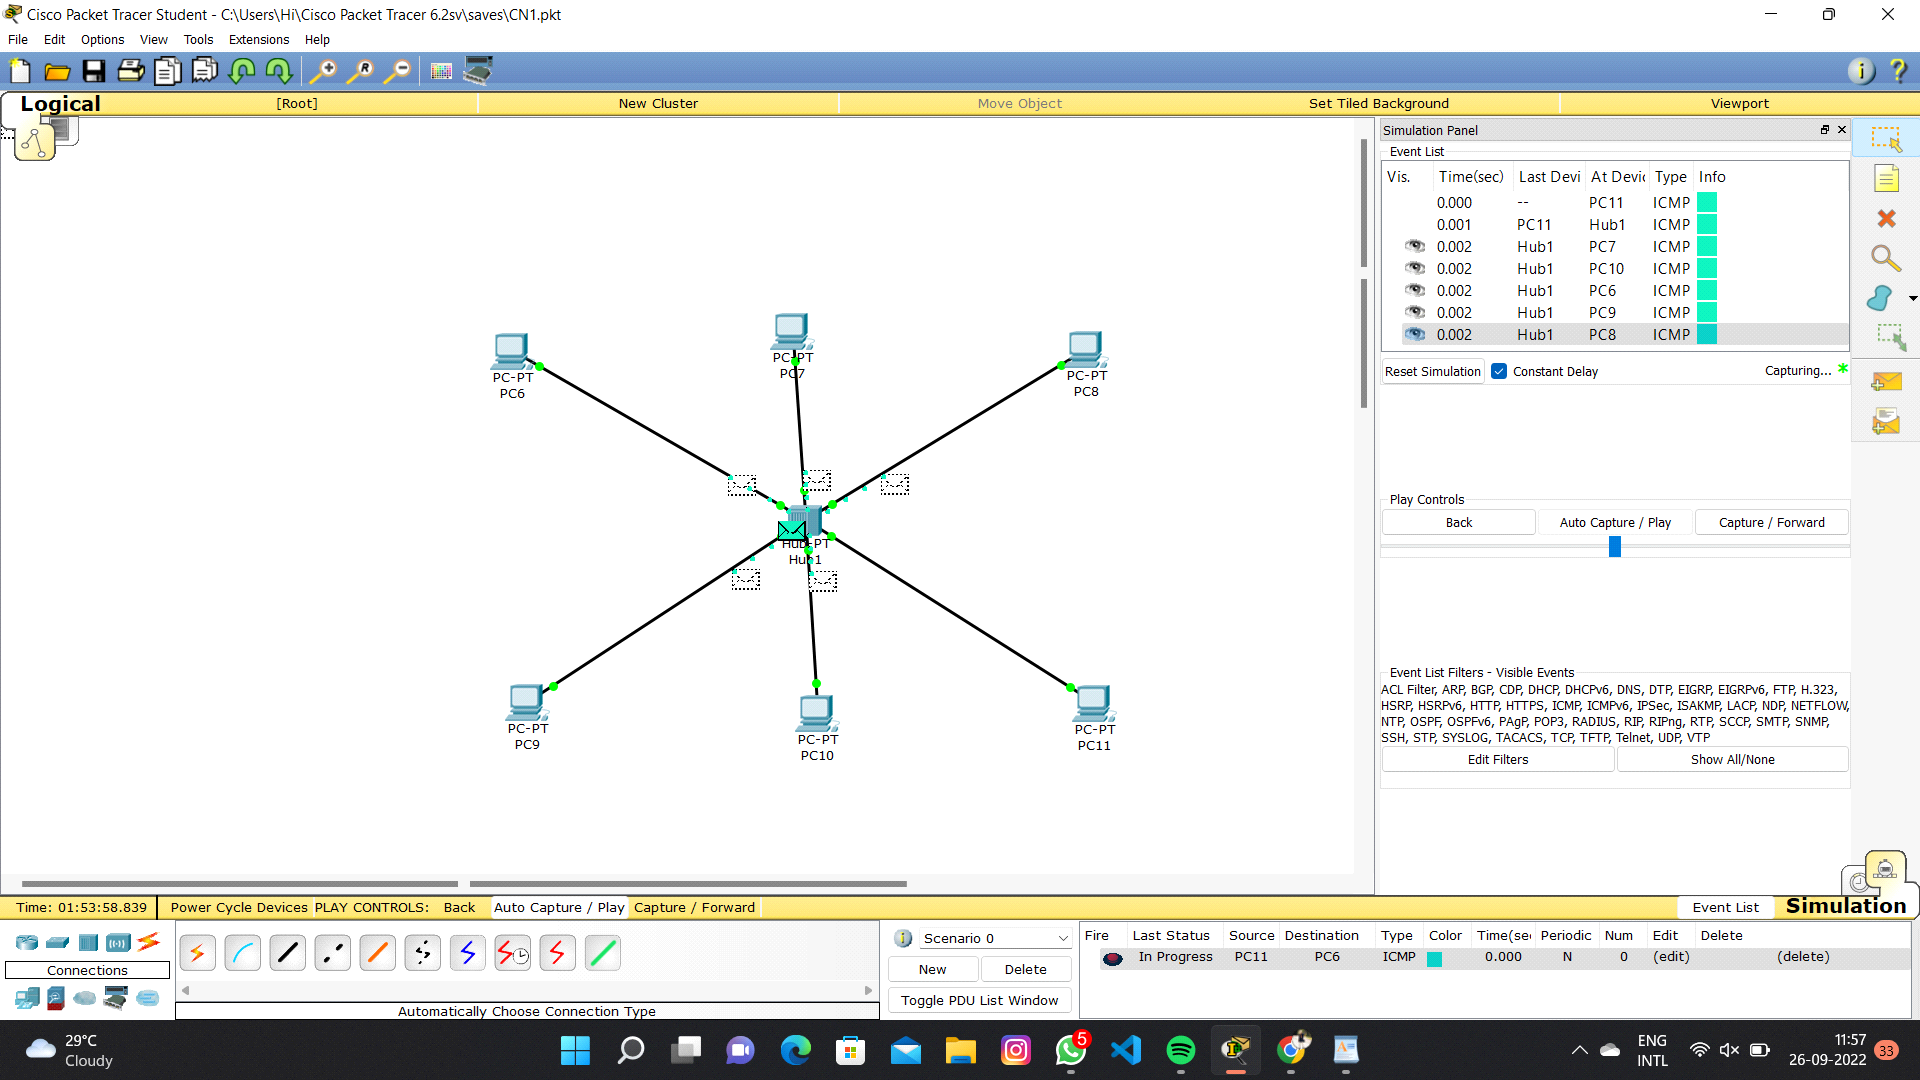 Cisco Packet Tracer Student - C:\Users\Hi\Cisco Packet Tracer 6.2sv\saves\CN1.pkt
File Edit Options View Tools Extensions Help
Logical [Root] New Cluster Move Object Set Tiled Background Viewport
Simulation Panel
Event List
Vis. Time(sec) Last Devi At Devic Type Info
0.000 -- PC11 ICMP
0.001 PC11 Hub1 ICMP
0.002 Hub1 PC7 ICMP
0.002 Hub1 PC10 ICMP
0.002 Hub1 PC6 ICMP
0.002 Hub1 PC9 ICMP
0.002 Hub1 PC8 ICMP
Reset Simulation Constant Delay Capturing... *
PC-PT
PC6
PC-PT
PC7
PC-PT
PC8
Hub-PT
Hub1
PC-PT
PC9
PC-PT
PC10
PC-PT
PC11
Play Controls
Back Auto Capture / Play Capture / Forward
Event List Filters - Visible Events
ACL Filter, ARP, BGP, CDP, DHCP, DHCPv6, DNS, DTP, EIGRP, EIGRPv6, FTP, H.323,
HSRP, HSRPv6, HTTP, HTTPS, ICMP, ICMPv6, IPSec, ISAKMP, LACP, NDP, NETFLOW,
NTP, OSPF, OSPFv6, PAgP, POP3, RADIUS, RIP, RIPng, RTP, SCCP, SMTP, SNMP,
SSH, STP, SYSLOG, TACACS, TCP, TFTP, Telnet, UDP, VTP
Edit Filters Show All/None
Time: 01:53:58.839 Power Cycle Devices PLAY CONTROLS: Back Auto Capture / Play Capture / Forward Event List Simulation
Connections
Automatically Choose Connection Type
Scenario 0
New Delete
Toggle PDU List Window
Fire Last Status Source Destination Type Color Time(sec Periodic Num Edit Delete
In Progress PC11 PC6 ICMP 0.000 N 0 (edit) (delete)
29°C
Cloudy
5
ENG
INTL
11:57
26-09-2022
33